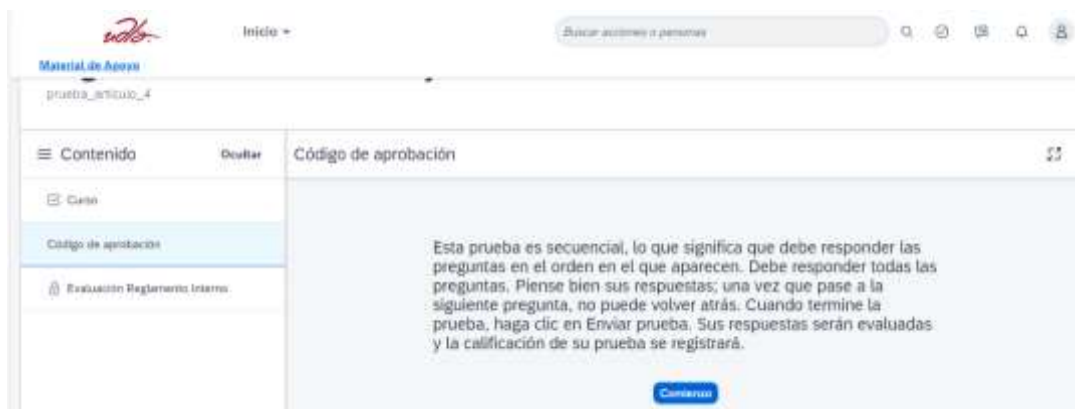 udla-
Inicio
Buscar acciones o personas
Material de Apoyo
prueba_artículo_4
Contenido
Ocultar
Código de aprobación
Curso
Código de aprobación
Evaluación Reglamento Interno
Esta prueba es secuencial, lo que significa que debe responder las
preguntas en el orden en el que aparecen. Debe responder todas las
preguntas. Piense bien sus respuestas; una vez que pase a la
siguiente pregunta, no puede volver atrás. Cuando termine la
prueba, haga clic en Enviar prueba. Sus respuestas serán evaluadas
y la calificación de su prueba se registrará.
Comienzo